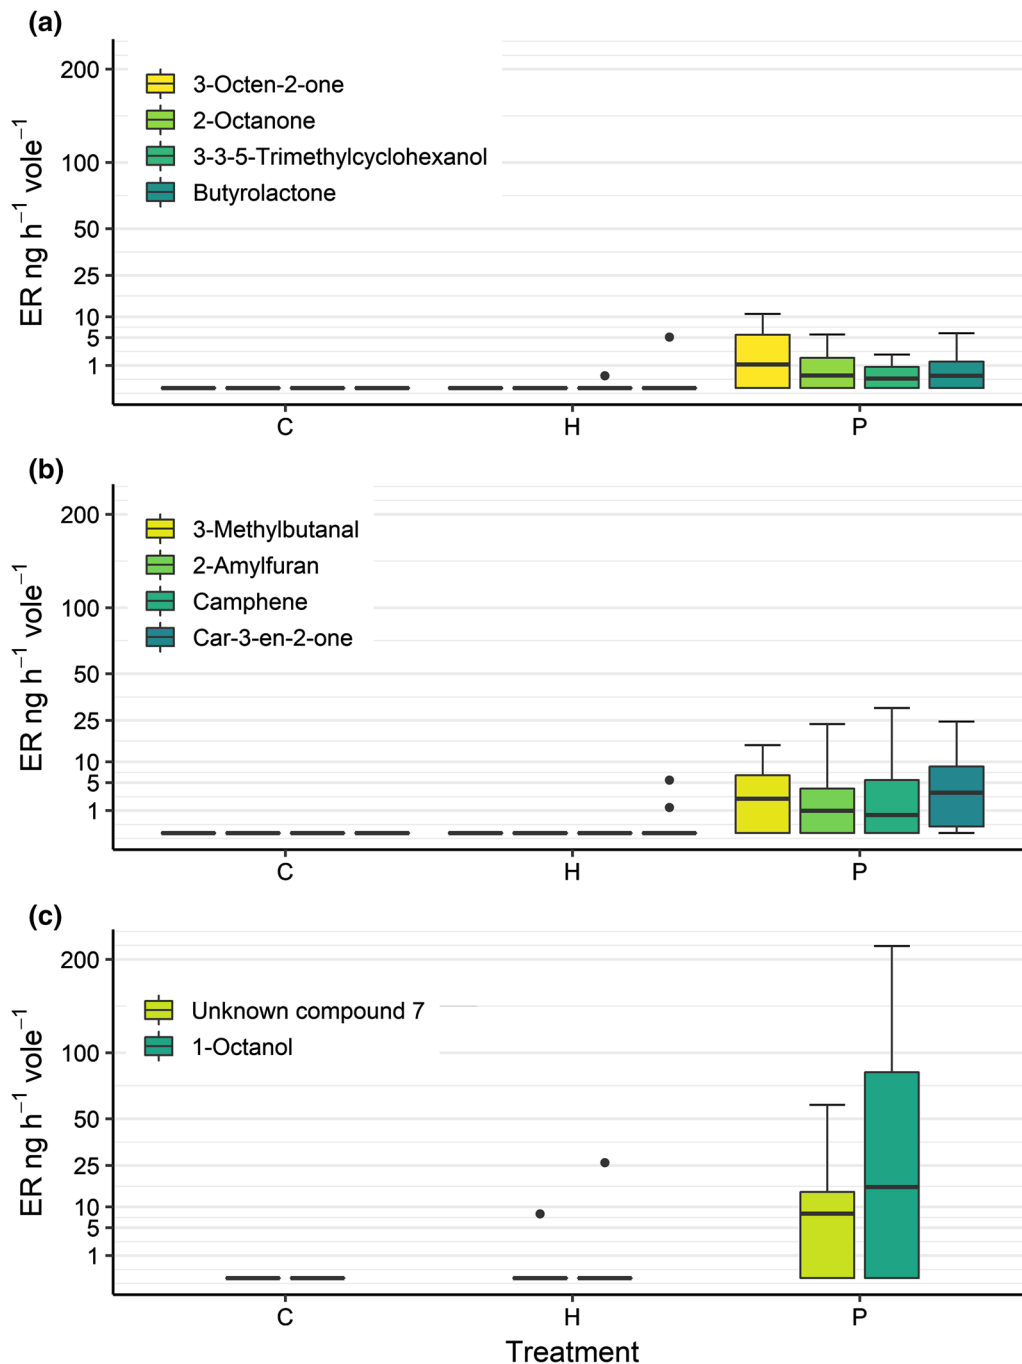 (a)
ER ng h⁻¹ vole⁻¹
200
100
50
25
10
5
1
3-Octen-2-one
2-Octanone
3-3-5-Trimethylcyclohexanol
Butyrolactone
C H P
(b)
ER ng h⁻¹ vole⁻¹
200
100
50
25
10
5
1
3-Methylbutanal
2-Amylfuran
Camphene
Car-3-en-2-one
C H P
(c)
ER ng h⁻¹ vole⁻¹
200
100
50
25
10
5
1
Unknown compound 7
1-Octanol
C H P
Treatment